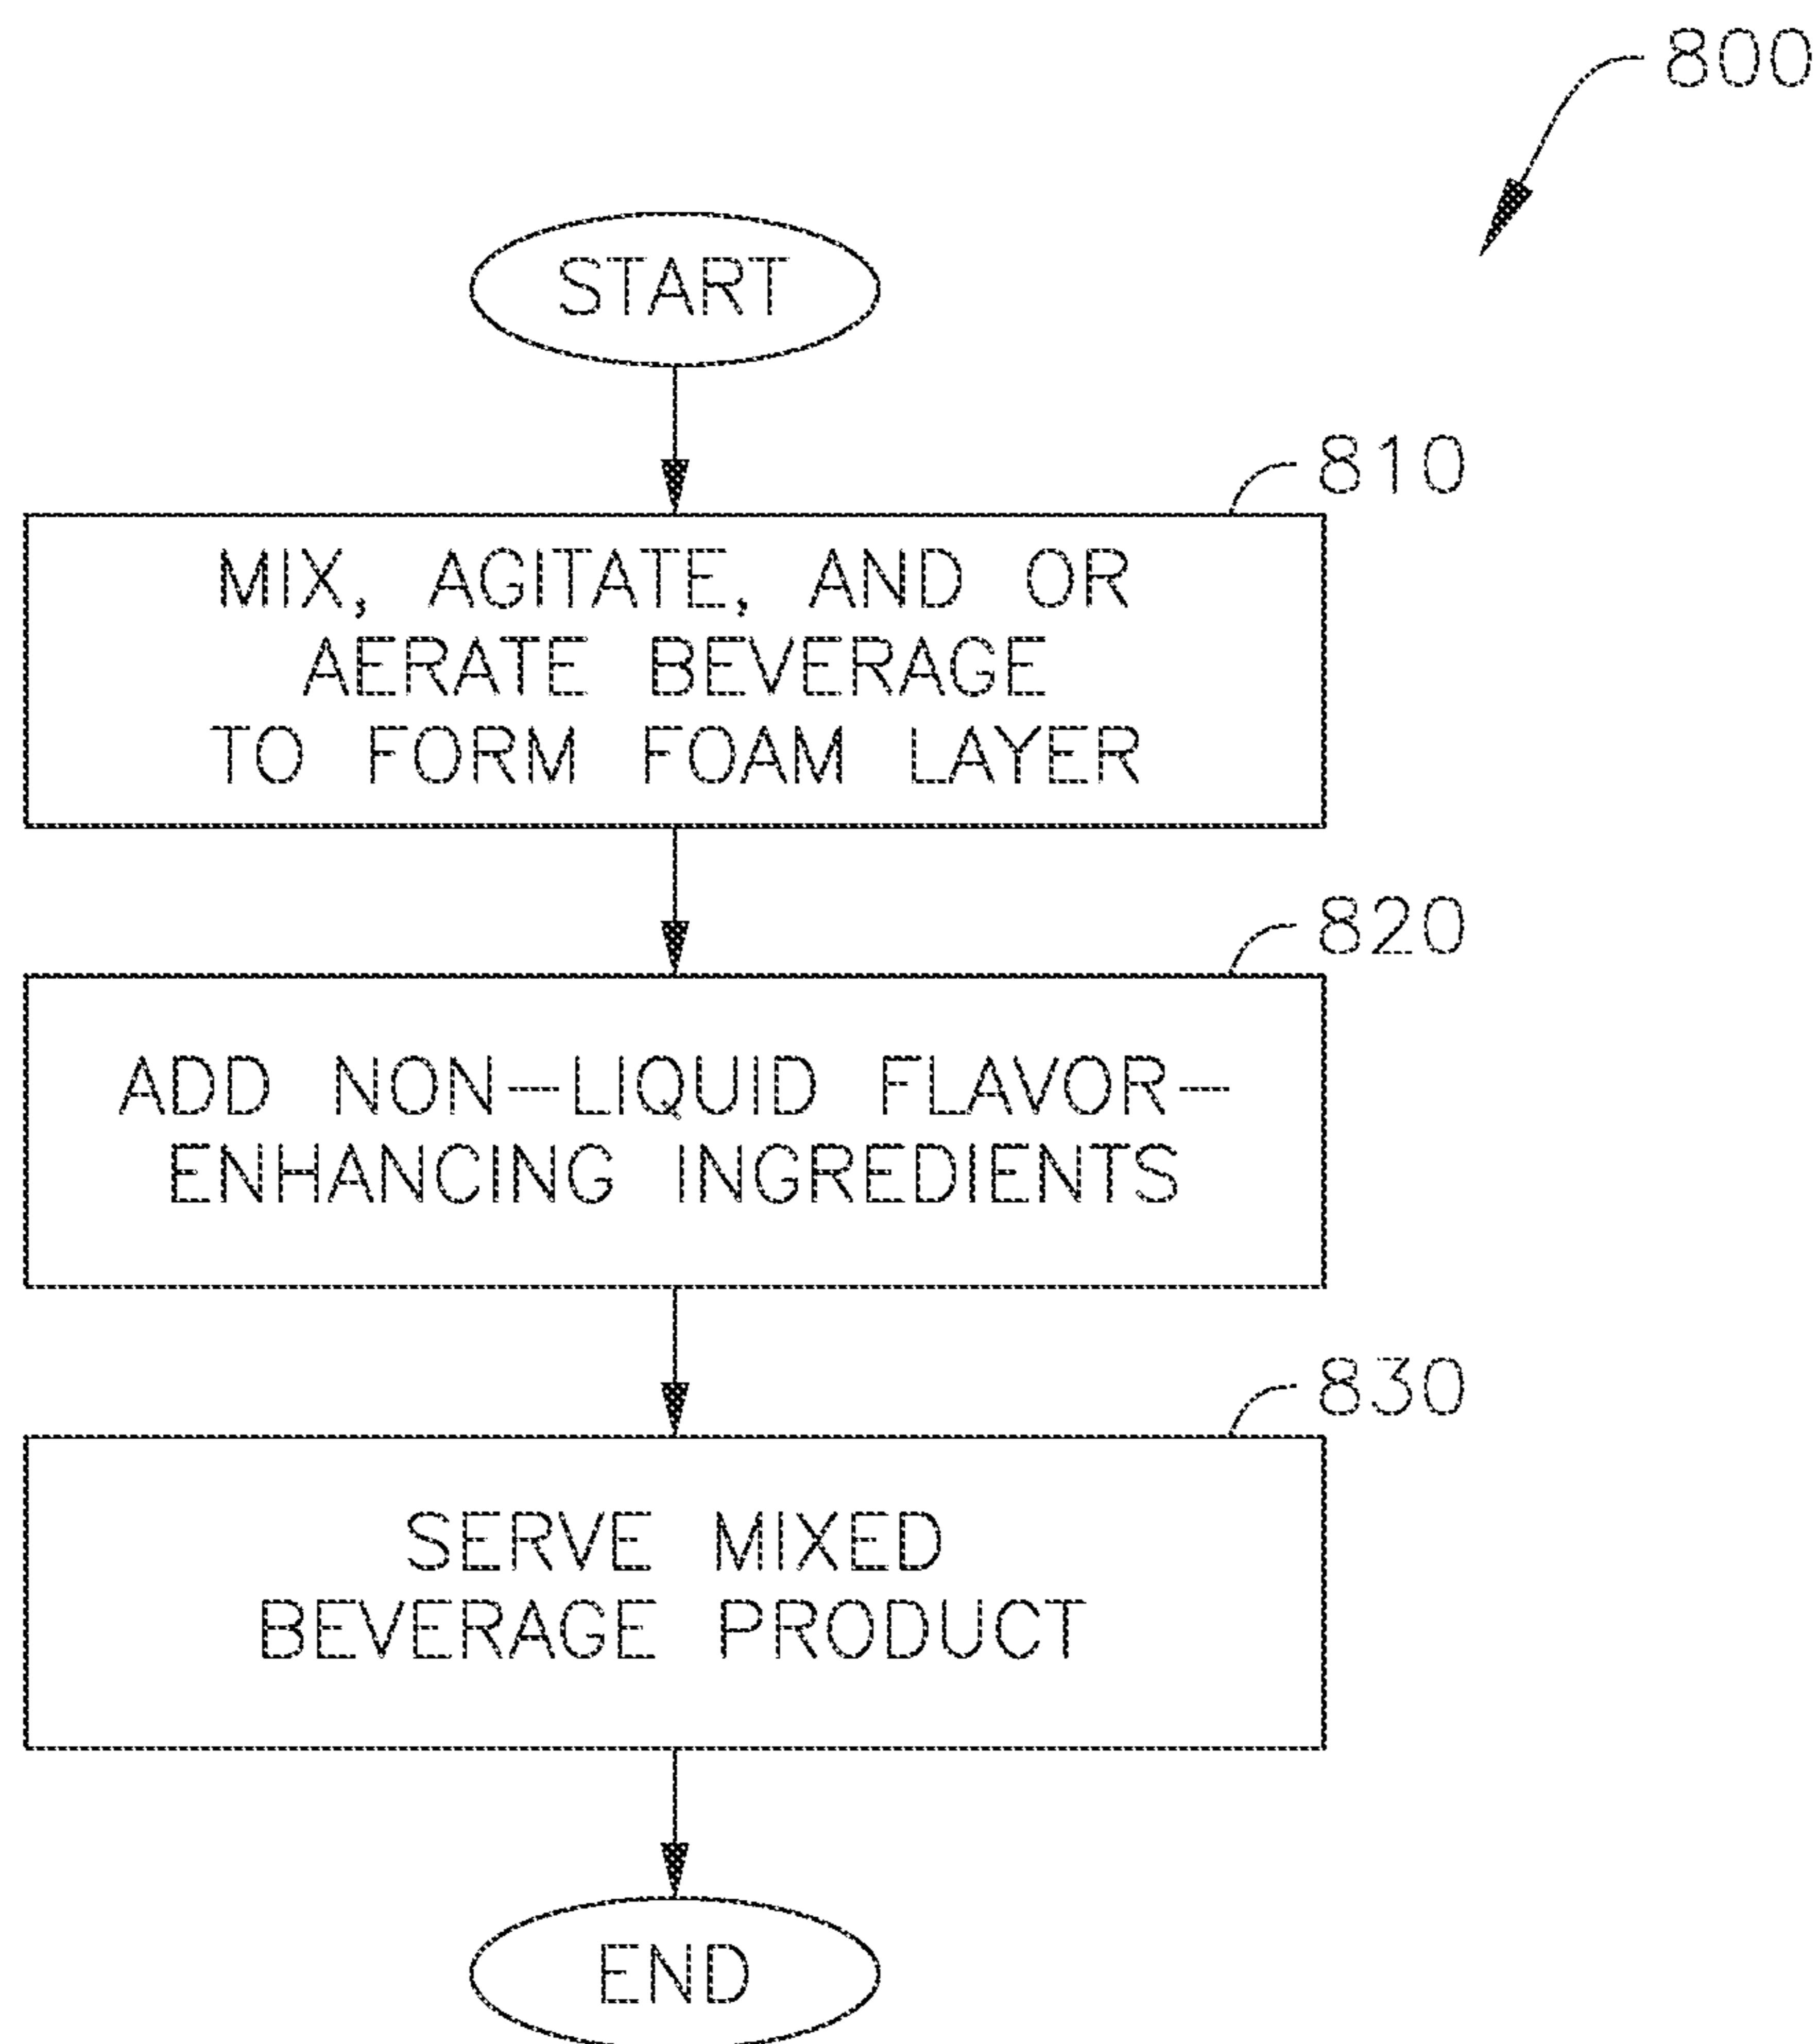 800
START
810
MIX, AGITATE, AND OR
AERATE BEVERAGE
TO FORM FOAM LAYER
820
ADD NON-LIQUID FLAVOR-
ENHANCING INGREDIENTS
830
SERVE MIXED
BEVERAGE PRODUCT
END